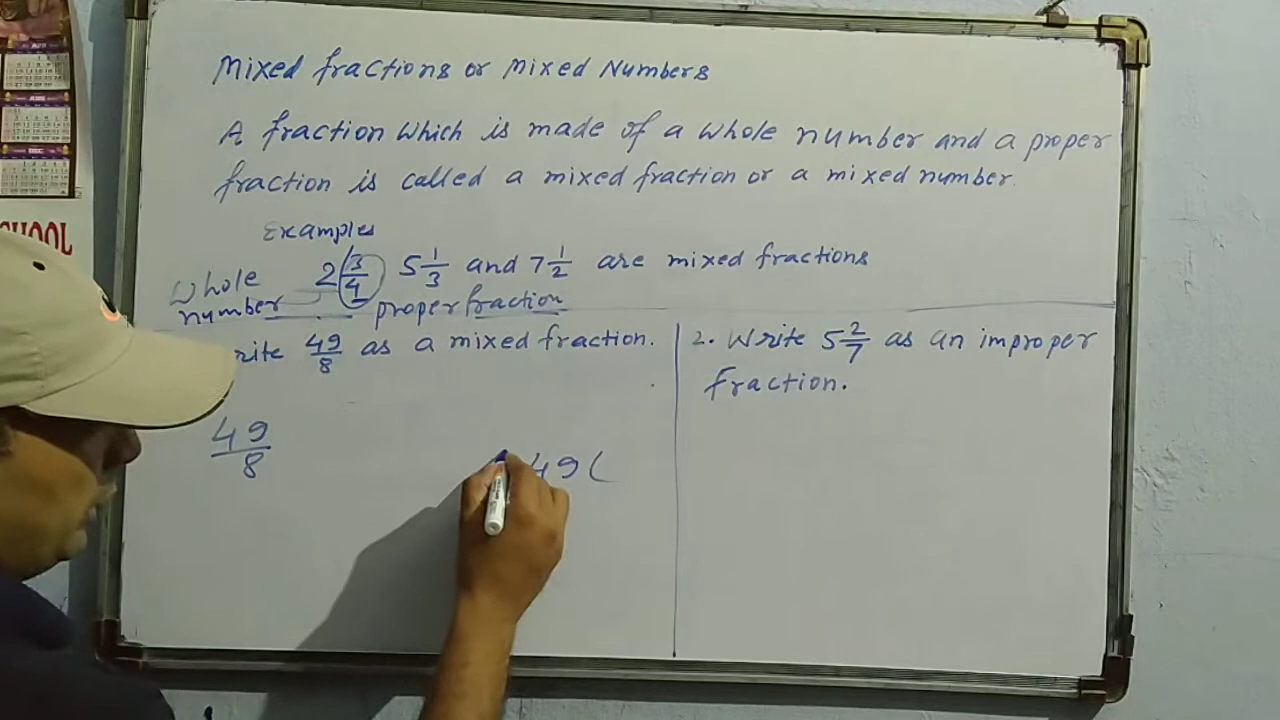 Mixed fractions or Mixed Numbers
A fraction which is made of a whole number and a proper
fraction is called a mixed fraction or a mixed number.
Examples
2 3/4 5 1/3 and 7 1/2 are mixed fractions
whole
number
proper fraction
rite 49/8 as a mixed fraction.
2. Write 5 2/7 as an improper
fraction.
49/8
49(
CHOOL